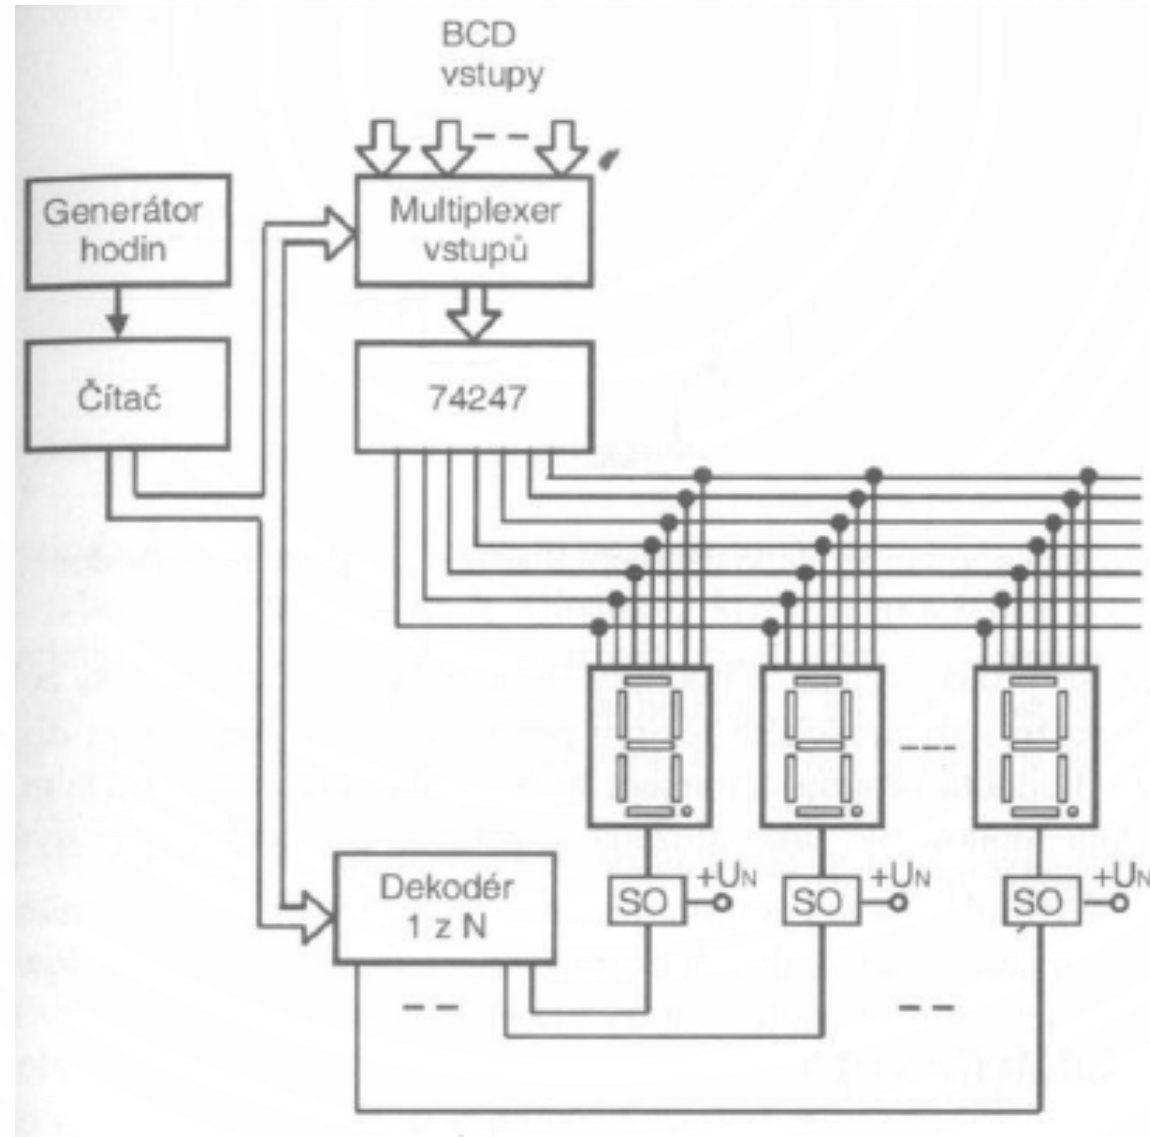 BCD
vstupy
Generátor
hodin
Multiplexer
vstupů
Čítač
74247
SO
+UN
SO
+UN
SO
+UN
Dekodér
1 z N